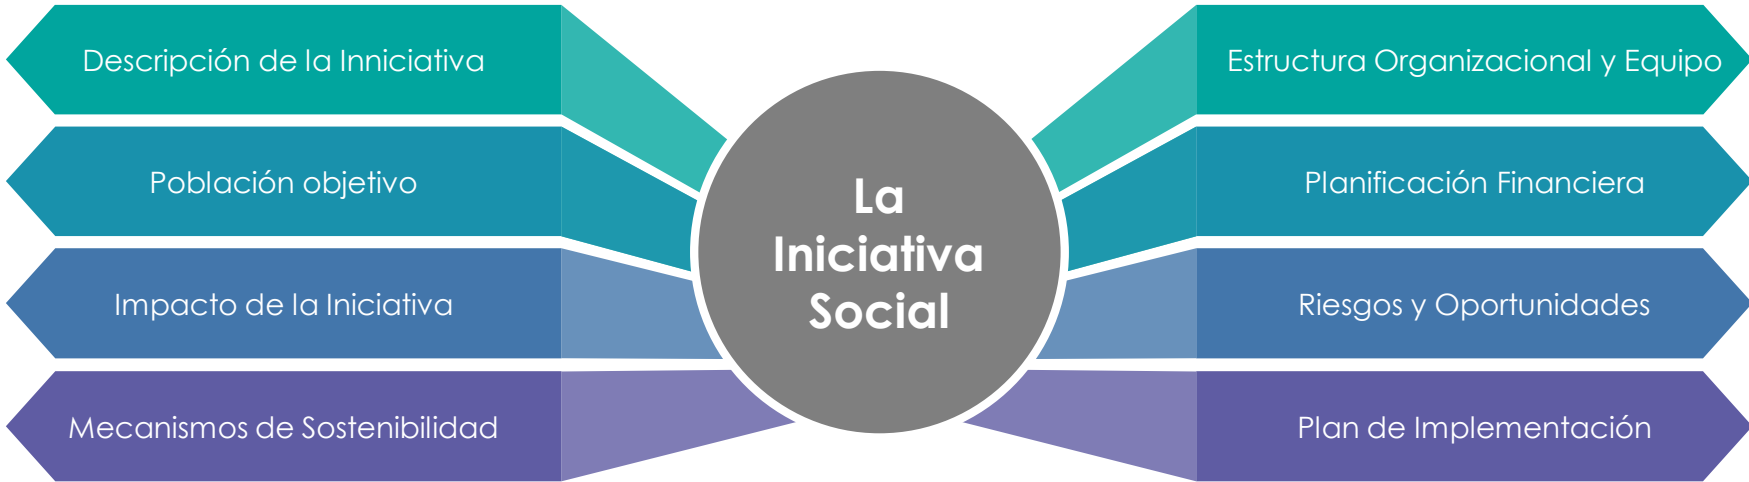 Descripción de la Inniciativa
Población objetivo
Impacto de la Iniciativa
Mecanismos de Sostenibilidad
La
Iniciativa
Social
Estructura Organizacional y Equipo
Planificación Financiera
Riesgos y Oportunidades
Plan de Implementación